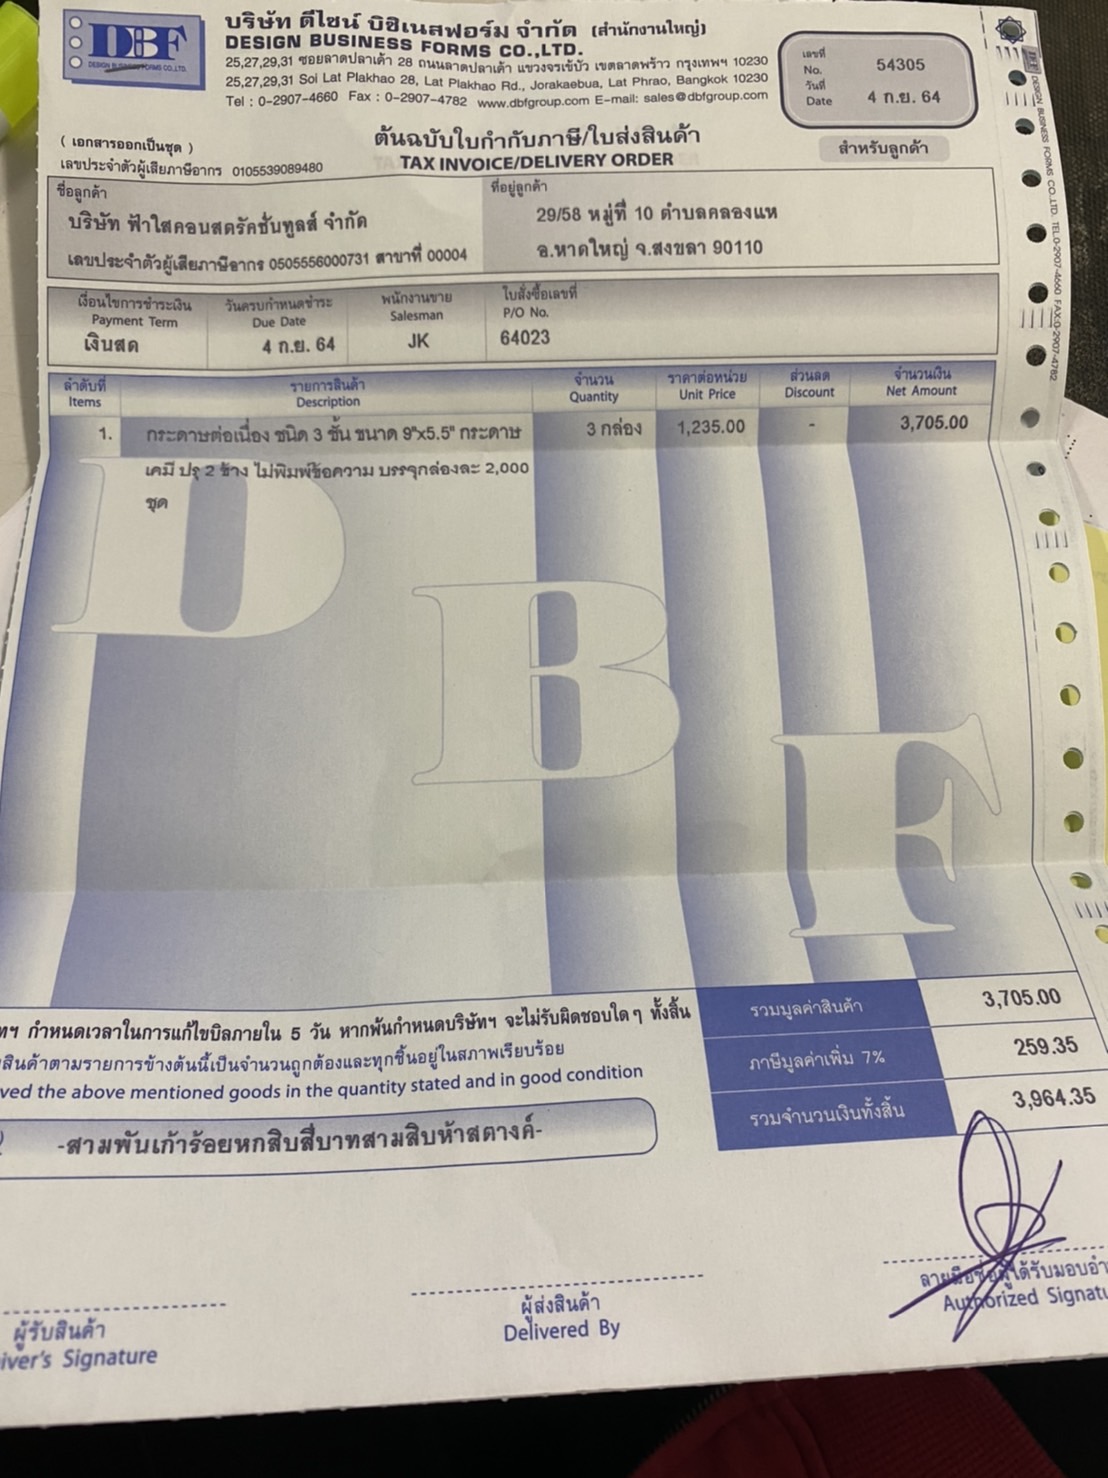 DBF
DESIGN BUSINESS FORMS CO.,LTD.
บริษัท ดีไซน์ บิซิเนสฟอร์ม จำกัด (สำนักงานใหญ่)
DESIGN BUSINESS FORMS CO.,LTD.
25,27,29,31 ซอยลาดปลาเค้า 28 ถนนลาดปลาเค้า แขวงจรเข้บัว เขตลาดพร้าว กรุงเทพฯ 10230
25,27,29,31 Soi Lat Plakhao 28, Lat Plakhao Rd., Jorakaebua, Lat Phrao, Bangkok 10230
Tel : 0-2907-4660 Fax : 0-2907-4782 www.dbfgroup.com E-mail: sales@dbfgroup.com
เลขที่
No. 54305
วันที่
Date 4 ก.ย. 64
( เอกสารออกเป็นชุด )
เลขประจำตัวผู้เสียภาษีอากร 0105539089480
ต้นฉบับใบกำกับภาษี/ใบส่งสินค้า
TAX INVOICE/DELIVERY ORDER
สำหรับลูกค้า
ชื่อลูกค้า
บริษัท ฟ้าใสคอนสตรัคชั่นทูลส์ จำกัด
เลขประจำตัวผู้เสียภาษีอากร 0505556000731 สาขาที่ 00004
ที่อยู่ลูกค้า
29/58 หมู่ที่ 10 ตำบลคลองแห
อ.หาดใหญ่ จ.สงขลา 90110
เงื่อนไขการชำระเงิน วันครบกำหนดชำระ พนักงานขาย ใบสั่งซื้อเลขที่
Payment Term Due Date Salesman P/O No.
เงินสด 4 ก.ย. 64 JK 64023
ลำดับที่ รายการสินค้า จำนวน ราคาต่อหน่วย ส่วนลด จำนวนเงิน
Items Description Quantity Unit Price Discount Net Amount
1. กระดาษต่อเนื่อง ชนิด 3 ชั้น ขนาด 9"x5.5" กระดาษ 3 กล่อง 1,235.00 - 3,705.00
เคมี ปรุ 2 ข้าง ไม่พิมพ์ข้อความ บรรจุกล่องละ 2,000
ชุด
DBF
ทฯ กำหนดเวลาในการแก้ไขบิลภายใน 5 วัน หากพ้นกำหนดบริษัทฯ จะไม่รับผิดชอบใดๆ ทั้งสิ้น
สินค้าตามรายการข้างต้นนี้เป็นจำนวนถูกต้องและทุกชิ้นอยู่ในสภาพเรียบร้อย
ved the above mentioned goods in the quantity stated and in good condition
-สามพันเก้าร้อยหกสิบสี่บาทสามสิบห้าสตางค์-
รวมมูลค่าสินค้า 3,705.00
ภาษีมูลค่าเพิ่ม 7% 259.35
รวมจำนวนเงินทั้งสิ้น 3,964.35
ผู้รับสินค้า
iver's Signature
ผู้ส่งสินค้า
Delivered By
ลายมือชื่อผู้ได้รับมอบอำ
Authorized Signatu
DBF DESIGN BUSINESS FORMS CO.,LTD. TEL.0-2907-4660 FAX:0-2907-4782